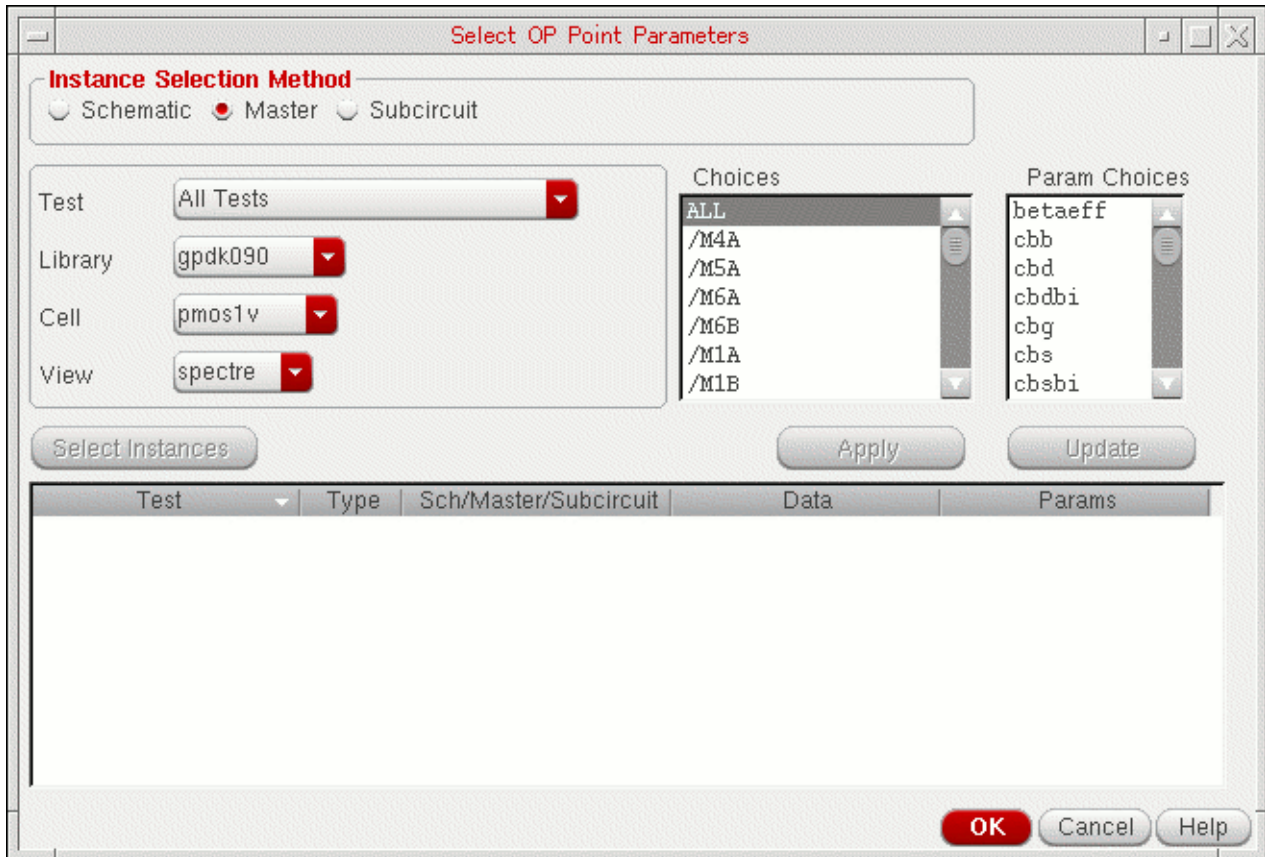 Select OP Point Parameters
Instance Selection Method
Schematic Master Subcircuit
Test All Tests
Library gpdk090
Cell pmos1v
View spectre
Choices
ALL
/M4A
/M5A
/M6A
/M6B
/M1A
/M1B
Param Choices
betaeff
cbb
cbd
cbdbi
cbg
cbs
cbsbi
Select Instances Apply Update
Test Type Sch/Master/Subcircuit Data Params
OK Cancel Help